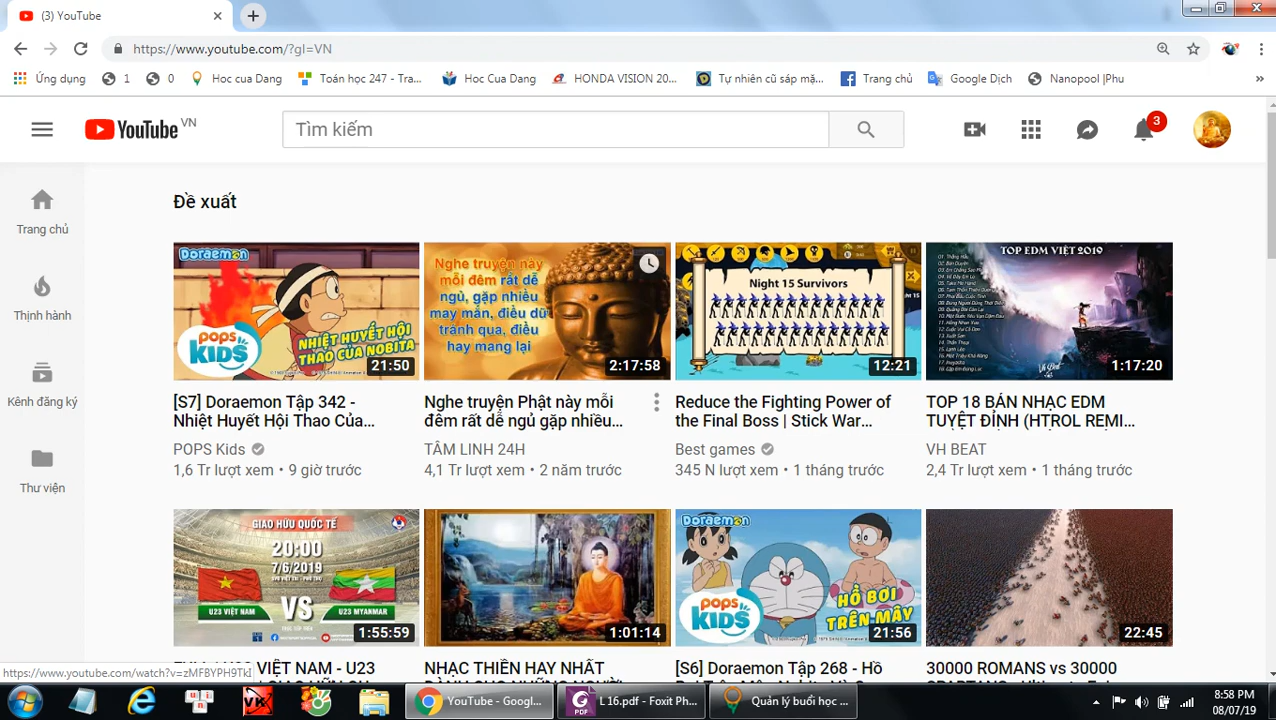 (3) YouTube
https://www.youtube.com/?gl=VN
Ứng dụng 1 0 Hoc cua Dang Toán học 247 - Tra... Hoc Cua Dang HONDA VISION 20... Tự nhiên cũ sáp mặ... Trang chủ Google Dịch Nanopool |Phu »
YouTube VN Tìm kiếm 3
Trang chủ
Thịnh hành
Kênh đăng ký
Thư viện
Đề xuất
Doraemon
POPS KIDS
NHIỆT HUYẾT HỘI
THAO CỦA NOBITA
21:50
Nghe truyện này
mỗi đêm rất dễ
ngủ, gặp nhiều
may mắn, điều dữ
tránh qua, điều
hay mang lại
2:17:58
Night 15 Survivors
12:21
TOP EDM VIỆT 2019
1:17:20
[S7] Doraemon Tập 342 -
Nhiệt Huyết Hội Thao Của...
POPS Kids
1,6 Tr lượt xem • 9 giờ trước
Nghe truyện Phật này mỗi
đêm rất dễ ngủ gặp nhiều...
TÂM LINH 24H
4,1 Tr lượt xem • 2 năm trước
Reduce the Fighting Power of
the Final Boss | Stick War...
Best games
345 N lượt xem • 1 tháng trước
TOP 18 BẢN NHẠC EDM
TUYỆT ĐỈNH (HTROL REMI...
VH BEAT
2,4 Tr lượt xem • 1 tháng trước
GIAO HỮU QUỐC TẾ
20:00
7/6/2019
U23 VIỆT NAM VS U23 MYANMAR
1:55:59
1:01:14
Doraemon
POPS KIDS
HỒ BƠI
TRÊN MÂY
21:56
22:45
VIỆT NAM - U23
NHẠC THIỀN HAY NHẤT
[S6] Doraemon Tập 268 - Hồ
30000 ROMANS vs 30000
https://www.youtube.com/watch?v=zMFBYPH9TkI
YouTube - Googl... L 16.pdf - Foxit Ph... Quản lý buổi học ...
8:58 PM
08/07/19